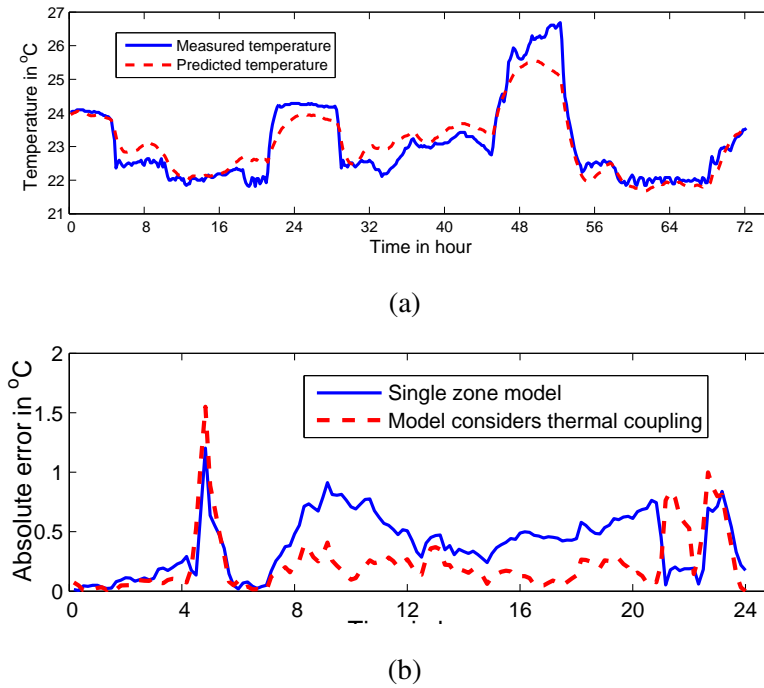 27
26
25
24
23
22
21
Temperature in °C
Measured temperature
Predicted temperature
0 8 16 24 32 40 48 56 64 72
Time in hour
(a)
2
1.5
1
0.5
0
Absolute error in °C
Single zone model
Model considers thermal coupling
0 4 8 12 16 20 24
(b)